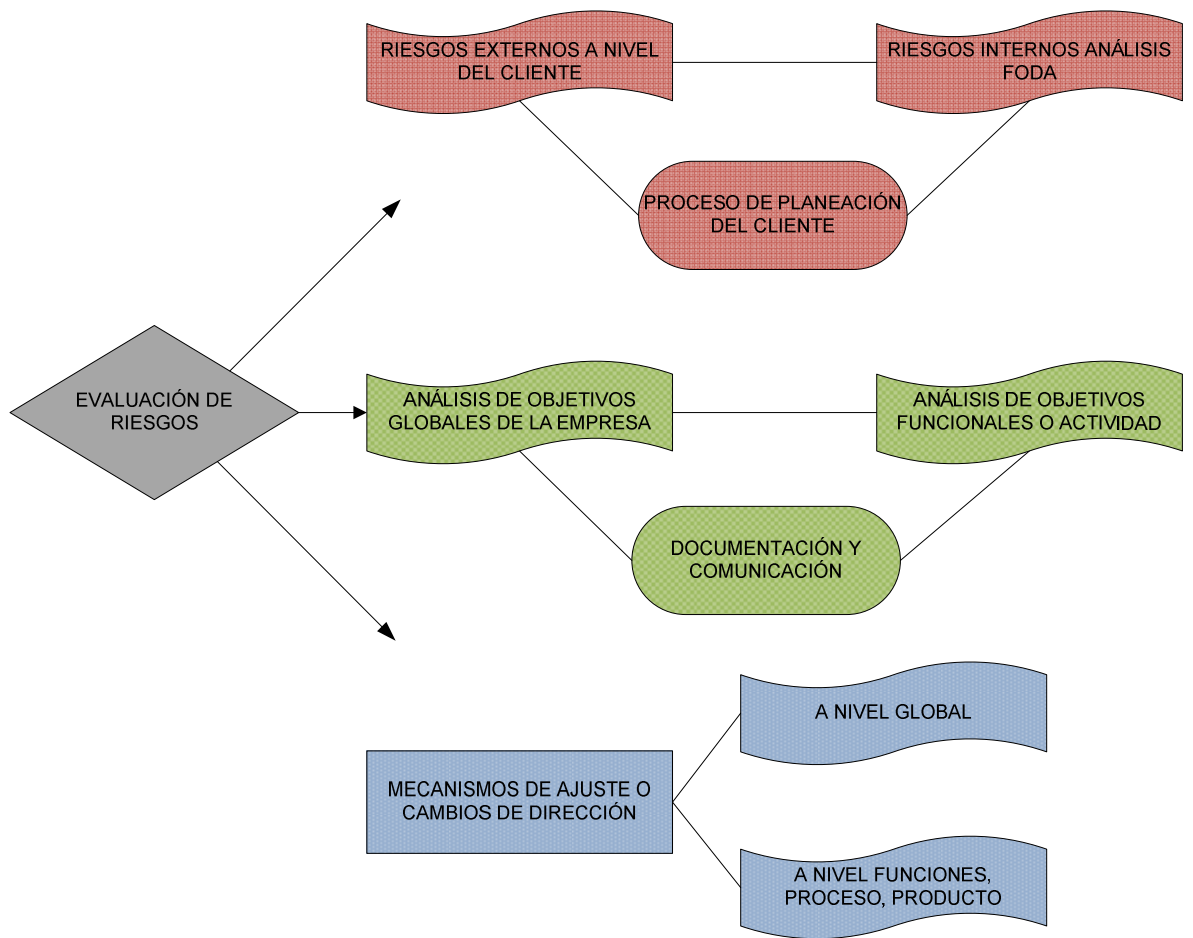 RIESGOS EXTERNOS A NIVEL
DEL CLIENTE
RIESGOS INTERNOS ANÁLISIS
FODA
PROCESO DE PLANEACIÓN
DEL CLIENTE
EVALUACIÓN DE
RIESGOS
ANÁLISIS DE OBJETIVOS
GLOBALES DE LA EMPRESA
ANÁLISIS DE OBJETIVOS
FUNCIONALES O ACTIVIDAD
DOCUMENTACIÓN Y
COMUNICACIÓN
MECANISMOS DE AJUSTE O
CAMBIOS DE DIRECCIÓN
A NIVEL GLOBAL
A NIVEL FUNCIONES,
PROCESO, PRODUCTO